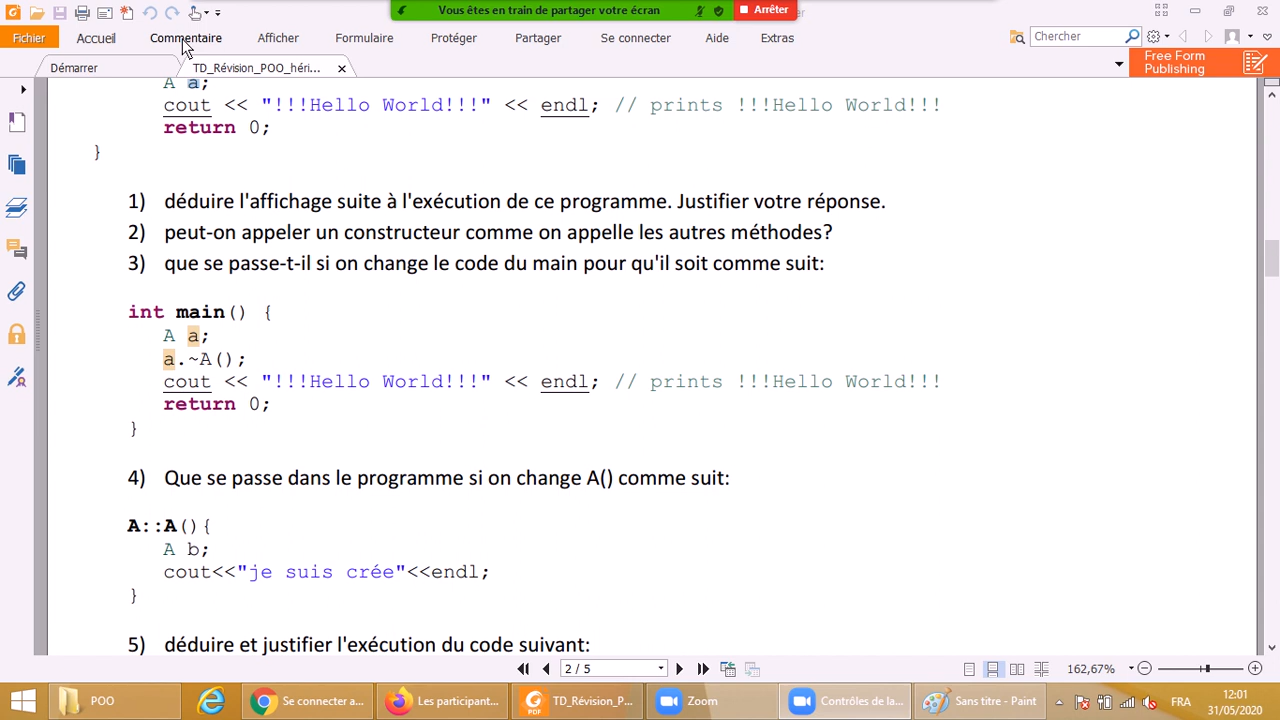 Vous êtes en train de partager votre écran
Arrêter
Fichier Accueil Commentaire Afficher Formulaire Protéger Partager Se connecter Aide Extras
Chercher
Démarrer
TD_Révision_POO_héri...
Free Form
Publishing
A a;
cout << "!!!Hello World!!!" << endl; // prints !!!Hello World!!!
return 0;
}
1) déduire l'affichage suite à l'exécution de ce programme. Justifier votre réponse.
2) peut-on appeler un constructeur comme on appelle les autres méthodes?
3) que se passe-t-il si on change le code du main pour qu'il soit comme suit:
int main() {
A a;
a.~A();
cout << "!!!Hello World!!!" << endl; // prints !!!Hello World!!!
return 0;
}
4) Que se passe dans le programme si on change A() comme suit:
A::A(){
A b;
cout<<"je suis crée"<<endl;
}
5) déduire et justifier l'exécution du code suivant:
2 / 5
162,67%
POO
Se connecter a...
Les participant...
PDF
TD_Révision_P...
Zoom
Contrôles de la...
Sans titre - Paint
FR
12:01
31/05/2020